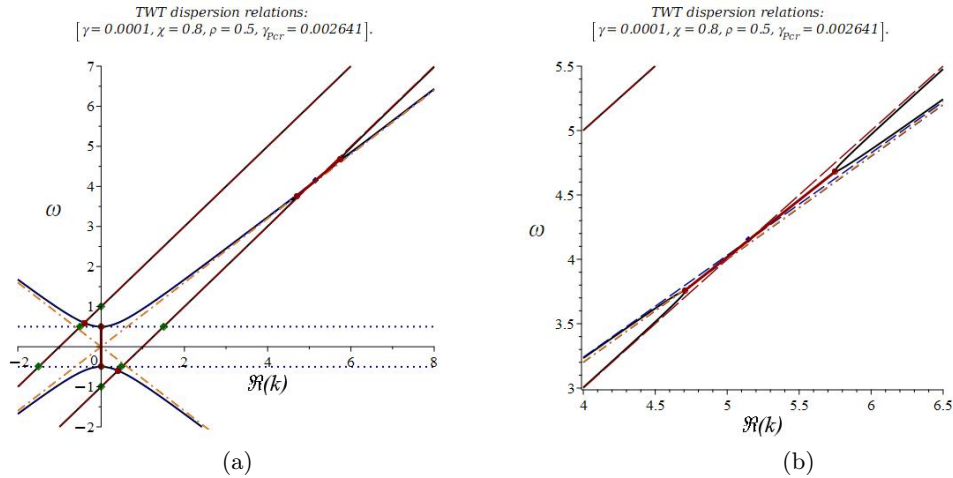 TWT dispersion relations:
[γ = 0.0001, χ = 0.8, ρ = 0.5, γ_Pcr = 0.002641].
7
6
5
4
3
ω
2
1
−2
0
2
4
6
8
−1
ℜ(k)
−2
(a)
TWT dispersion relations:
[γ = 0.0001, χ = 0.8, ρ = 0.5, γ_Pcr = 0.002641].
5.5
5
4.5
ω
4
3.5
3
4
4.5
5
5.5
6
6.5
ℜ(k)
(b)